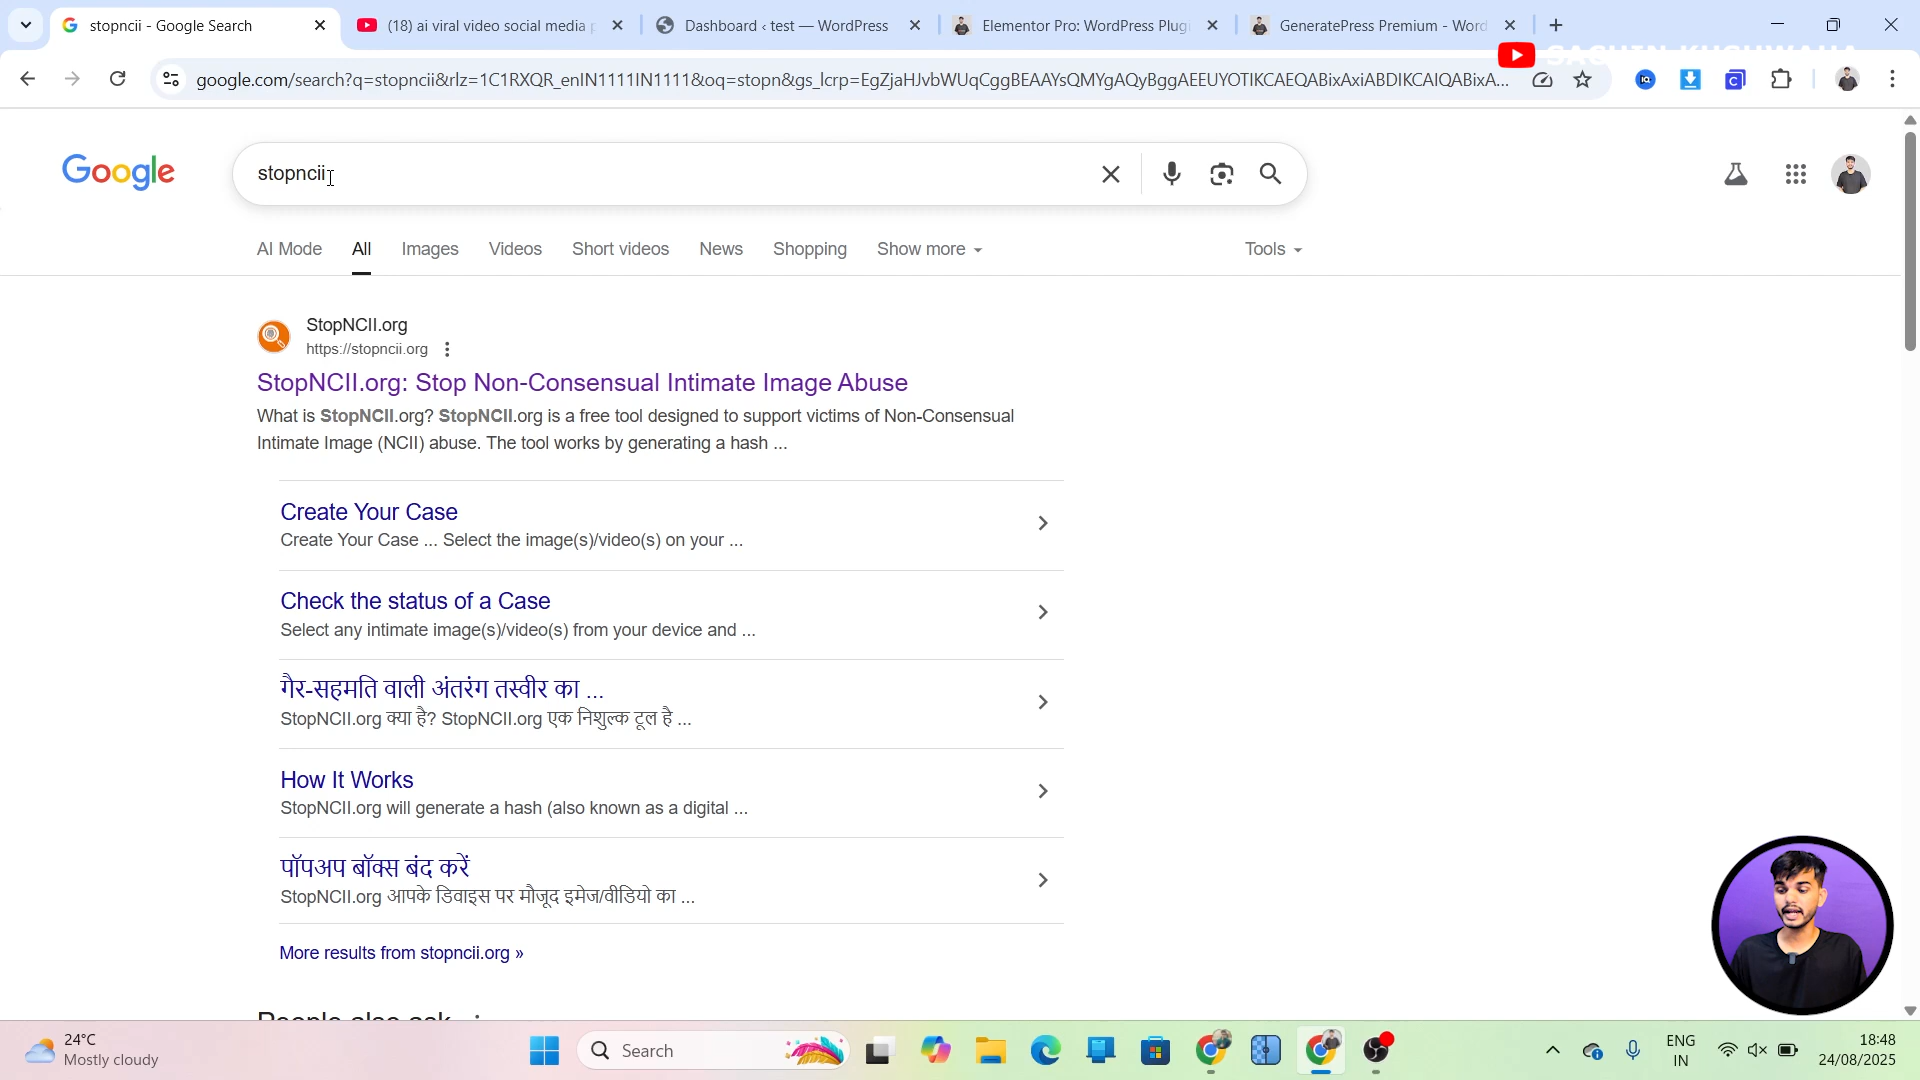 stopncii - Google Search
(18) ai viral video social media p
Dashboard ‹ test — WordPress
Elementor Pro: WordPress Plugi
GeneratePress Premium - Word
SACHIN KUSHWAHA
google.com/search?q=stopncii&rlz=1C1RXQR_enIN1111IN1111&oq=stopn&gs_lcrp=EgZjaHJvbWUqCggBEAAYsQMYgAQyBggAEEUYOTIKCAEQABixAxiABDIKCAIQABixA...
Google
stopncii
AI Mode
All
Images
Videos
Short videos
News
Shopping
Show more
Tools
StopNCII.org
https://stopncii.org
StopNCII.org: Stop Non-Consensual Intimate Image Abuse
What is StopNCII.org? StopNCII.org is a free tool designed to support victims of Non-Consensual
Intimate Image (NCII) abuse. The tool works by generating a hash ...
Create Your Case
Create Your Case ... Select the image(s)/video(s) on your ...
Check the status of a Case
Select any intimate image(s)/video(s) from your device and ...
गैर-सहमति वाली अंतरंग तस्वीर का ...
StopNCII.org क्या है? StopNCII.org एक निशुल्क टूल है ...
How It Works
StopNCII.org will generate a hash (also known as a digital ...
पॉपअप बॉक्स बंद करें
StopNCII.org आपके डिवाइस पर मौजूद इमेज/वीडियो का ...
More results from stopncii.org »
People also ask
24°C
Mostly cloudy
Search
ENG
IN
18:48
24/08/2025